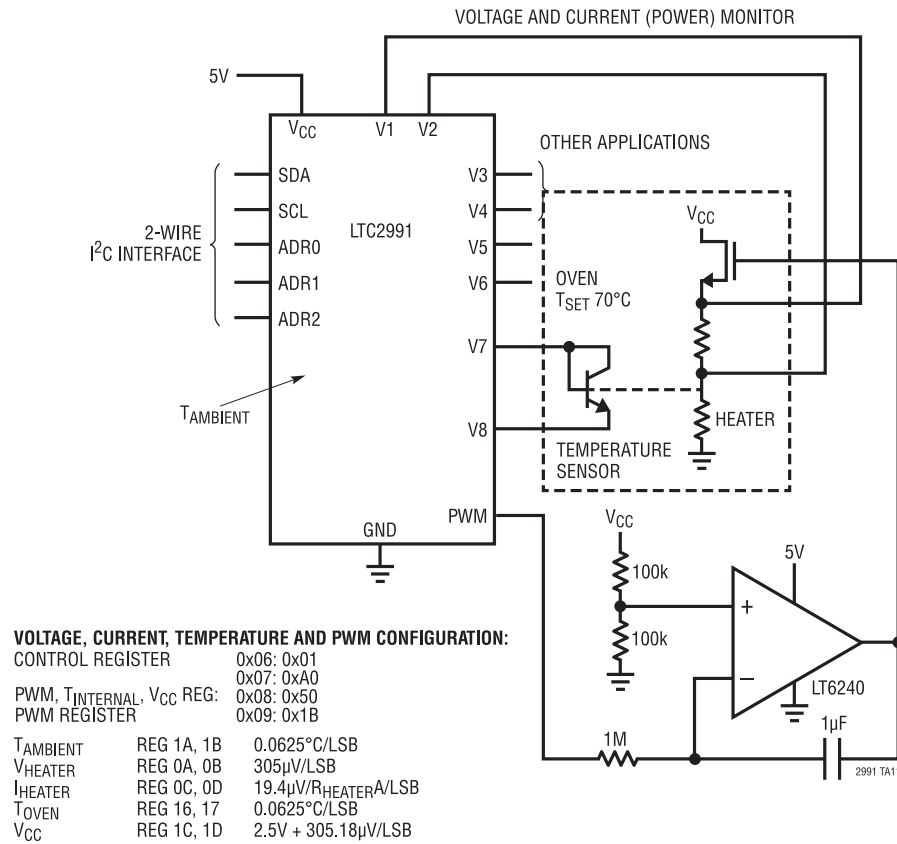 VOLTAGE AND CURRENT (POWER) MONITOR
5V
VCC
V1
V2
OTHER APPLICATIONS
SDA
SCL
ADR0
ADR1
ADR2
2-WIRE
I²C INTERFACE
LTC2991
V3
V4
V5
V6
V7
V8
PWM
GND
TAMBIENT
VCC
OVEN
TSET 70°C
HEATER
TEMPERATURE
SENSOR
VCC
100k
100k
5V
+
−
LT6240
1M
1µF
2991 TA1
VOLTAGE, CURRENT, TEMPERATURE AND PWM CONFIGURATION:
CONTROL REGISTER 0x06: 0x01
0x07: 0xA0
PWM, TINTERNAL, VCC REG: 0x08: 0x50
PWM REGISTER 0x09: 0x1B
TAMBIENT REG 1A, 1B 0.0625°C/LSB
VHEATER REG 0A, 0B 305µV/LSB
IHEATER REG 0C, 0D 19.4µV/RHEATERA/LSB
TOVEN REG 16, 17 0.0625°C/LSB
VCC REG 1C, 1D 2.5V + 305.18µV/LSB